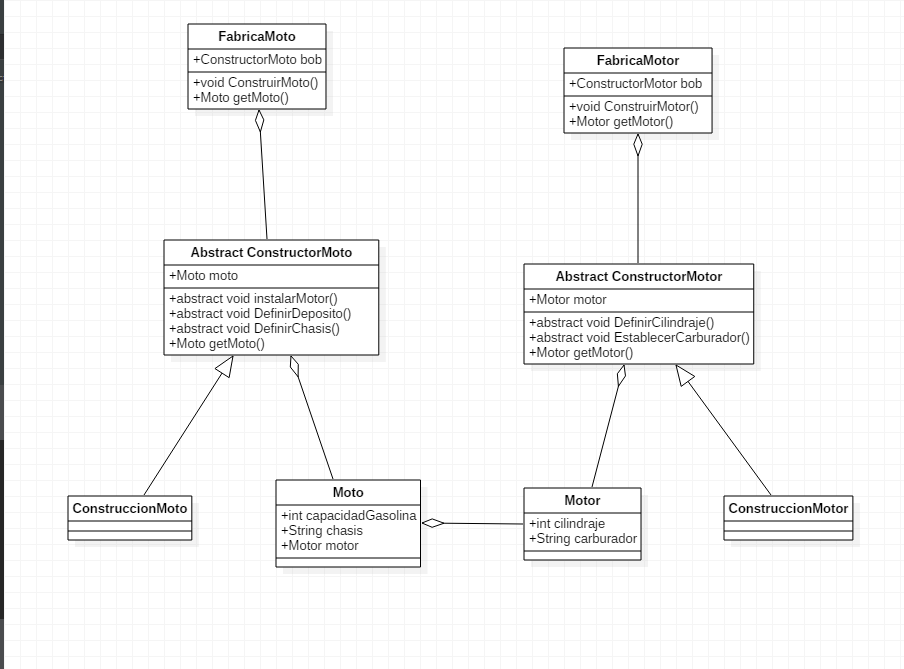 FabricaMoto
+ConstructorMoto bob
+void ConstruirMoto()
+Moto getMoto()
FabricaMotor
+ConstructorMotor bob
+void ConstruirMotor()
+Motor getMotor()
Abstract ConstructorMoto
+Moto moto
+abstract void instalarMotor()
+abstract void DefinirDeposito()
+abstract void DefinirChasis()
+Moto getMoto()
Abstract ConstructorMotor
+Motor motor
+abstract void DefinirCilindraje()
+abstract void EstablecerCarburador()
+Motor getMotor()
ConstruccionMoto
Moto
+int capacidadGasolina
+String chasis
+Motor motor
Motor
+int cilindraje
+String carburador
ConstruccionMotor